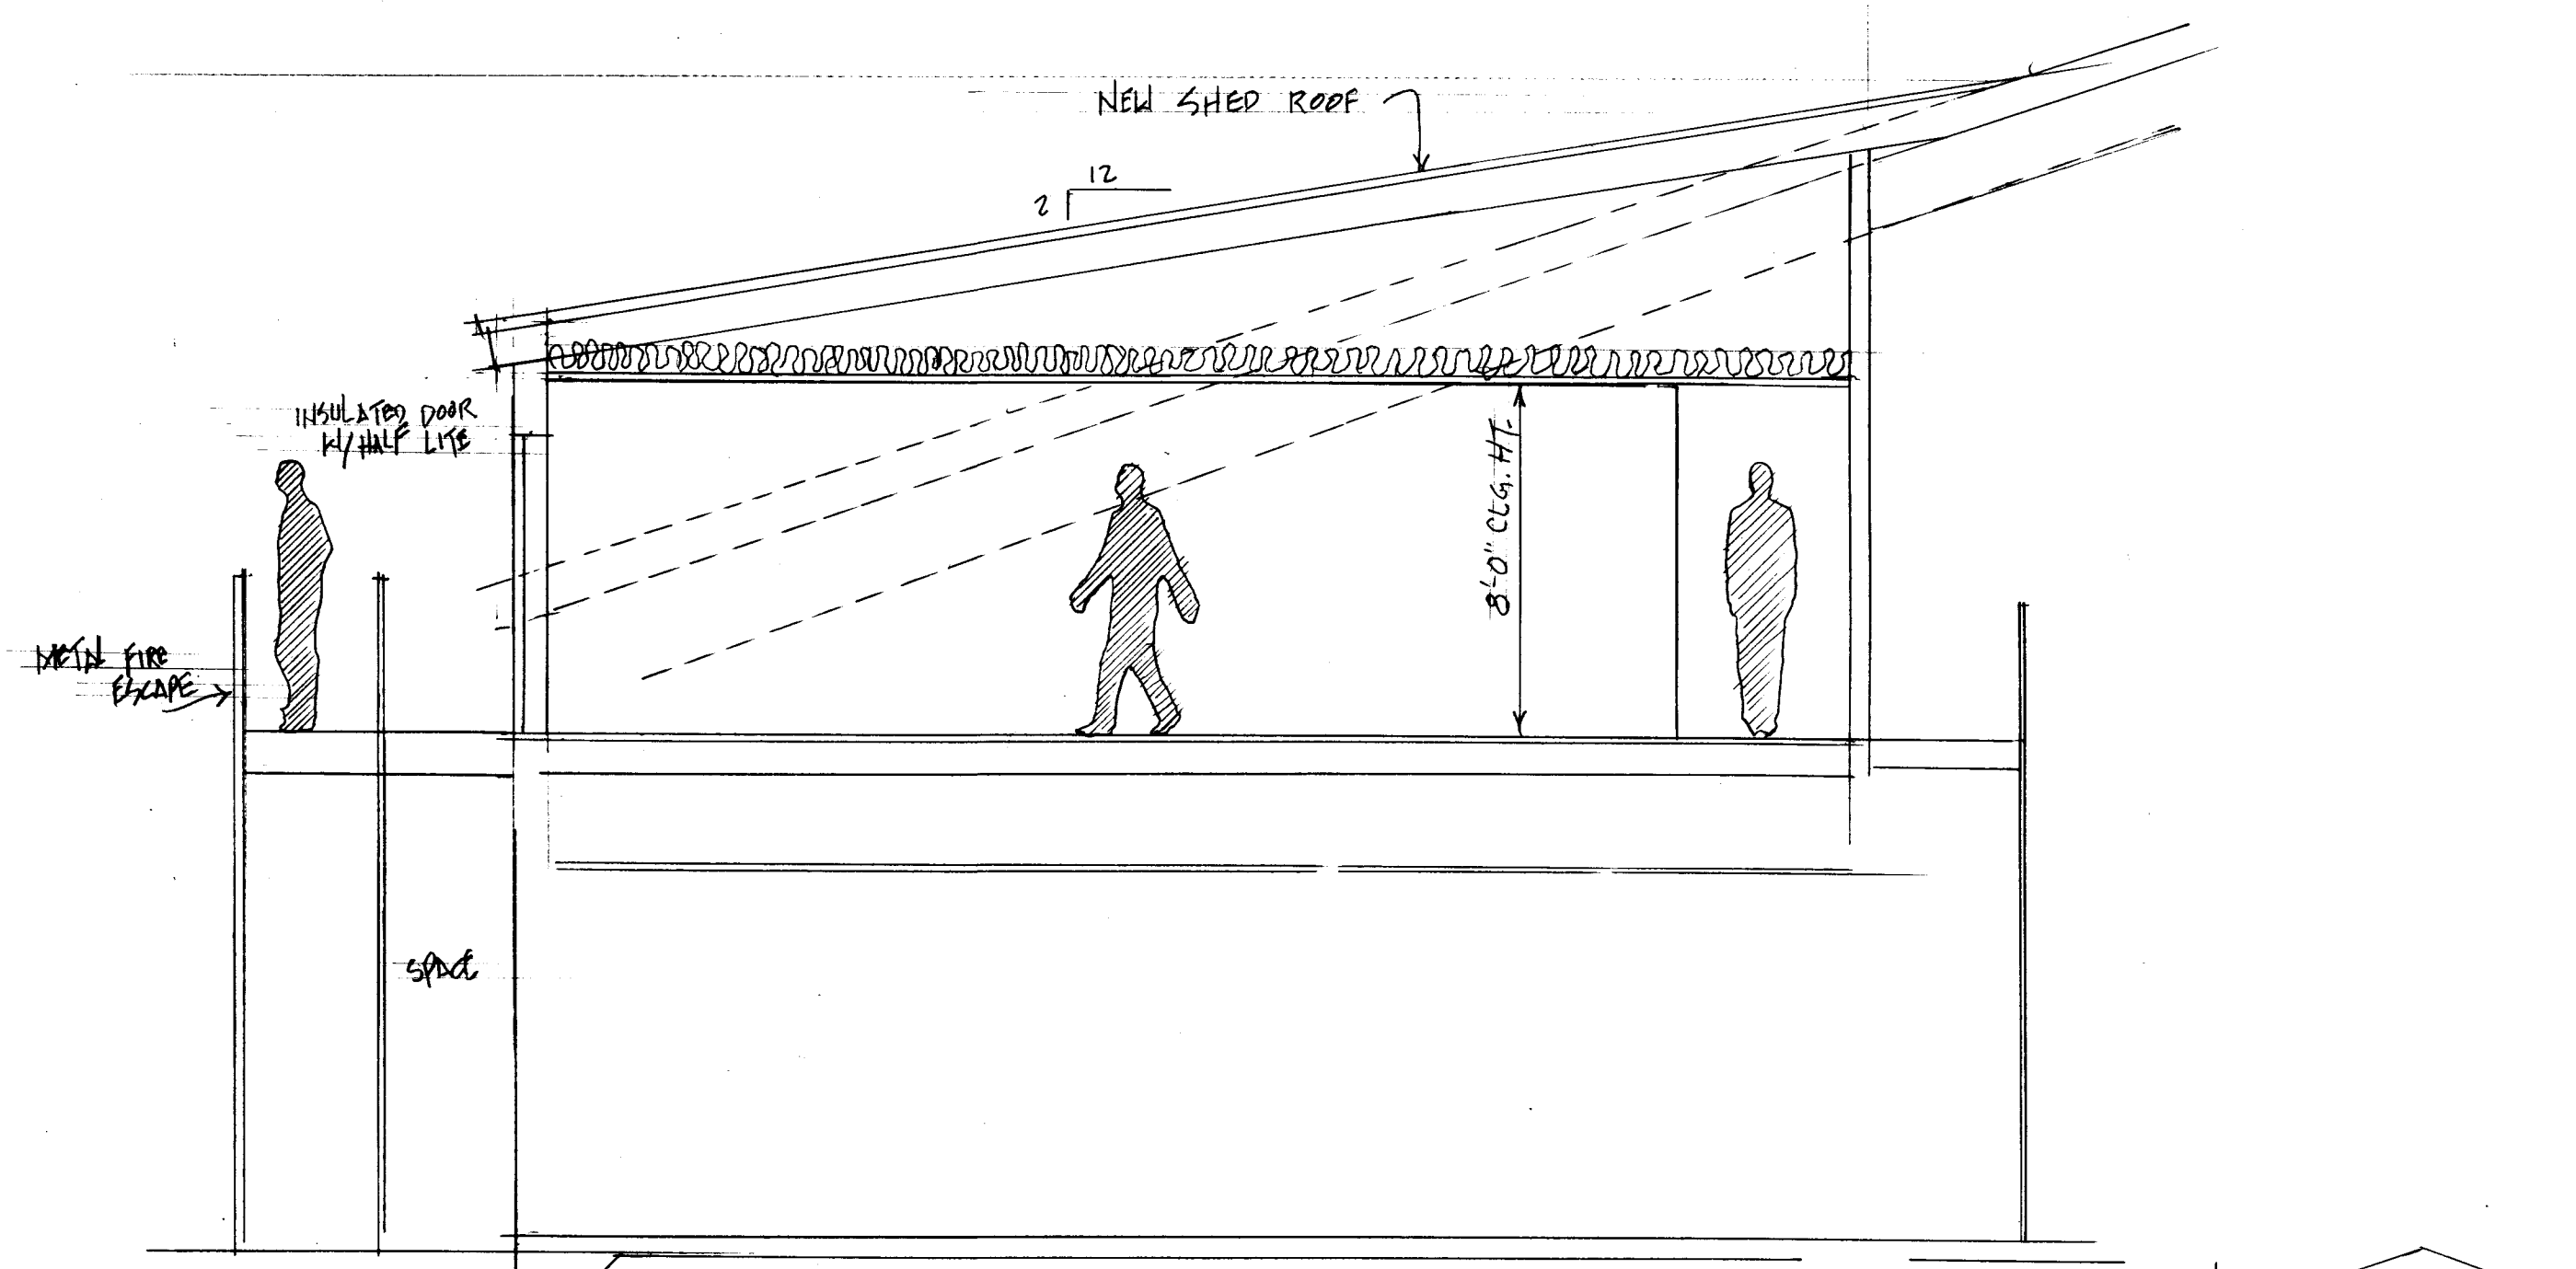 NEW SHED ROOF
12
2
INSULATED DOOR
W/HALF LITE
8'-0" CLG. HT.
METAL FIRE
ESCAPE
SPACE